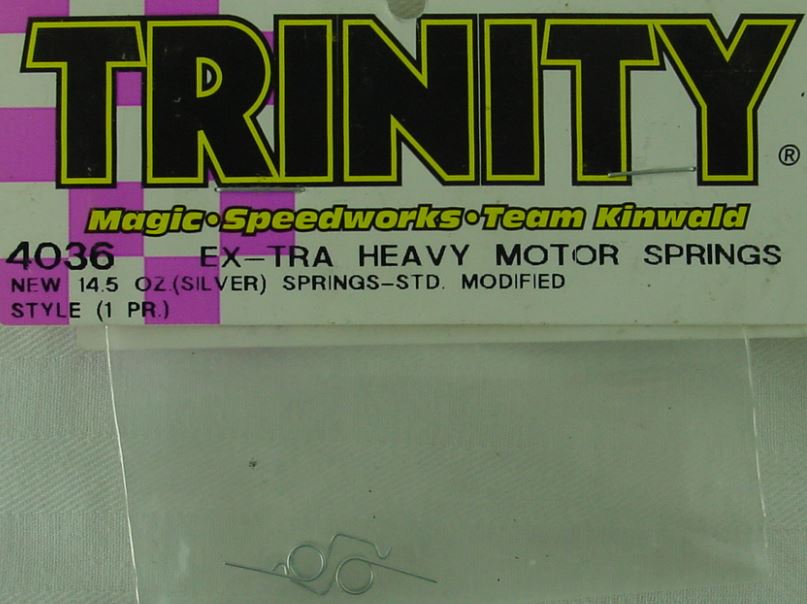 TRINITY®
Magic•Speedworks•Team Kinwald
4036 EX-TRA HEAVY MOTOR SPRINGS
NEW 14.5 OZ.(SILVER) SPRINGS-STD. MODIFIED
STYLE (1 PR.)